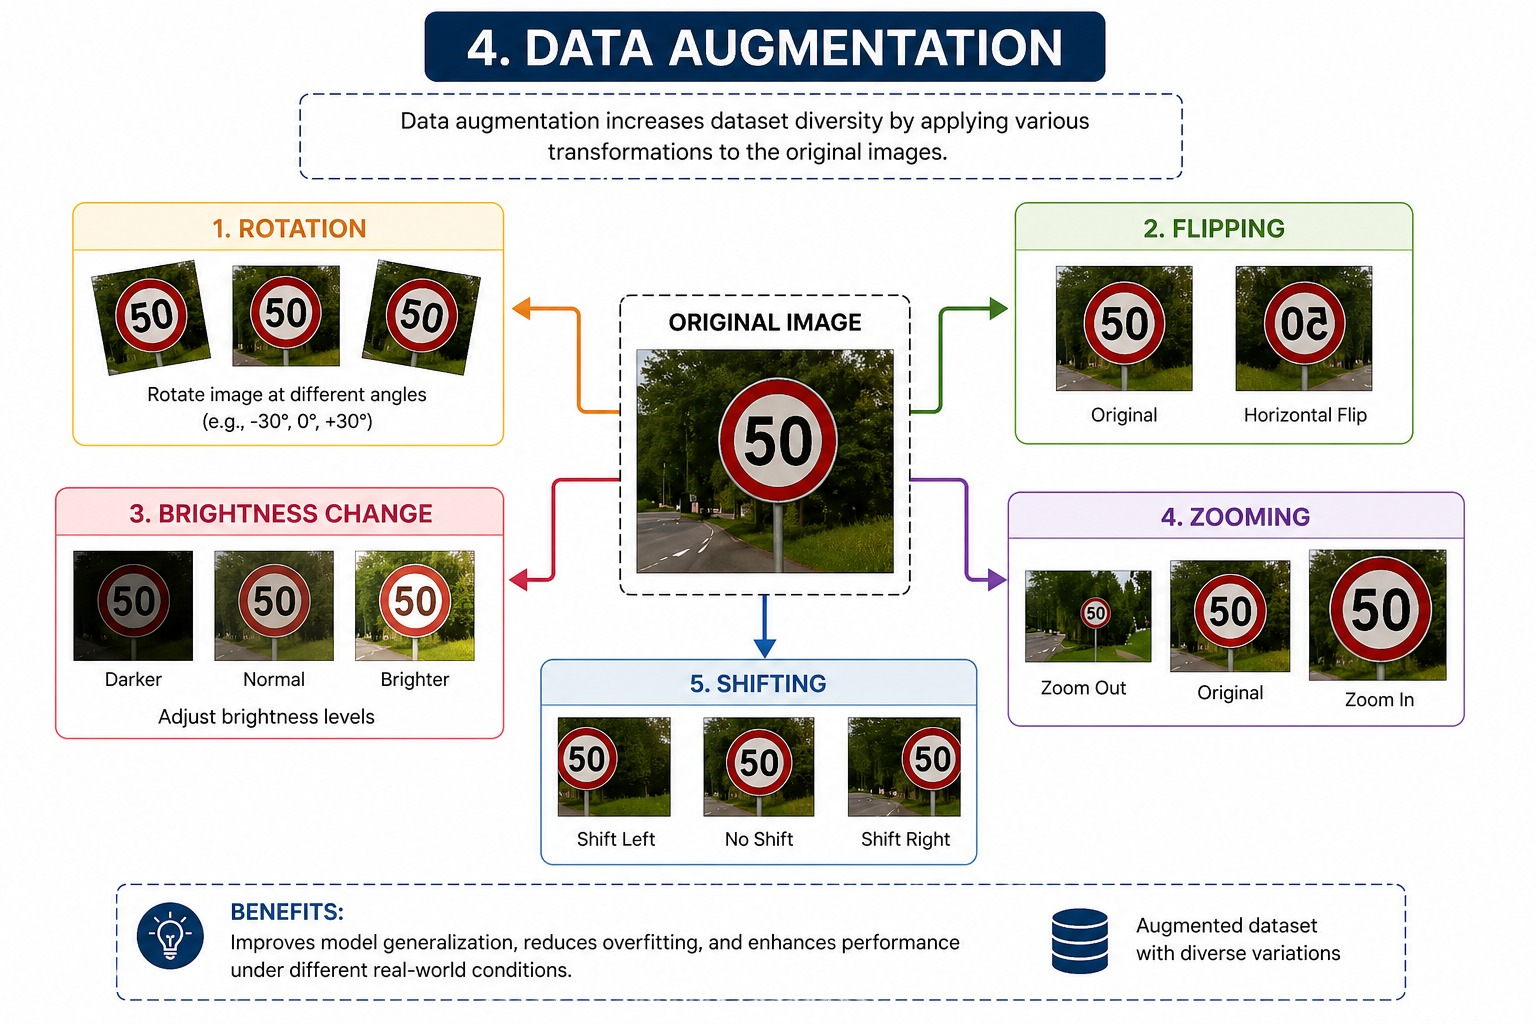 4. DATA AUGMENTATION
Data augmentation increases dataset diversity by applying various
transformations to the original images.
1. ROTATION
50
50
50
Rotate image at different angles
(e.g., -30°, 0°, +30°)
2. FLIPPING
50
50
Original
Horizontal Flip
ORIGINAL IMAGE
50
3. BRIGHTNESS CHANGE
50
50
50
Darker
Normal
Brighter
Adjust brightness levels
4. ZOOMING
50
50
50
Zoom Out
Original
Zoom In
5. SHIFTING
50
50
50
Shift Left
No Shift
Shift Right
BENEFITS:
Improves model generalization, reduces overfitting, and enhances performance
under different real-world conditions.
Augmented dataset
with diverse variations